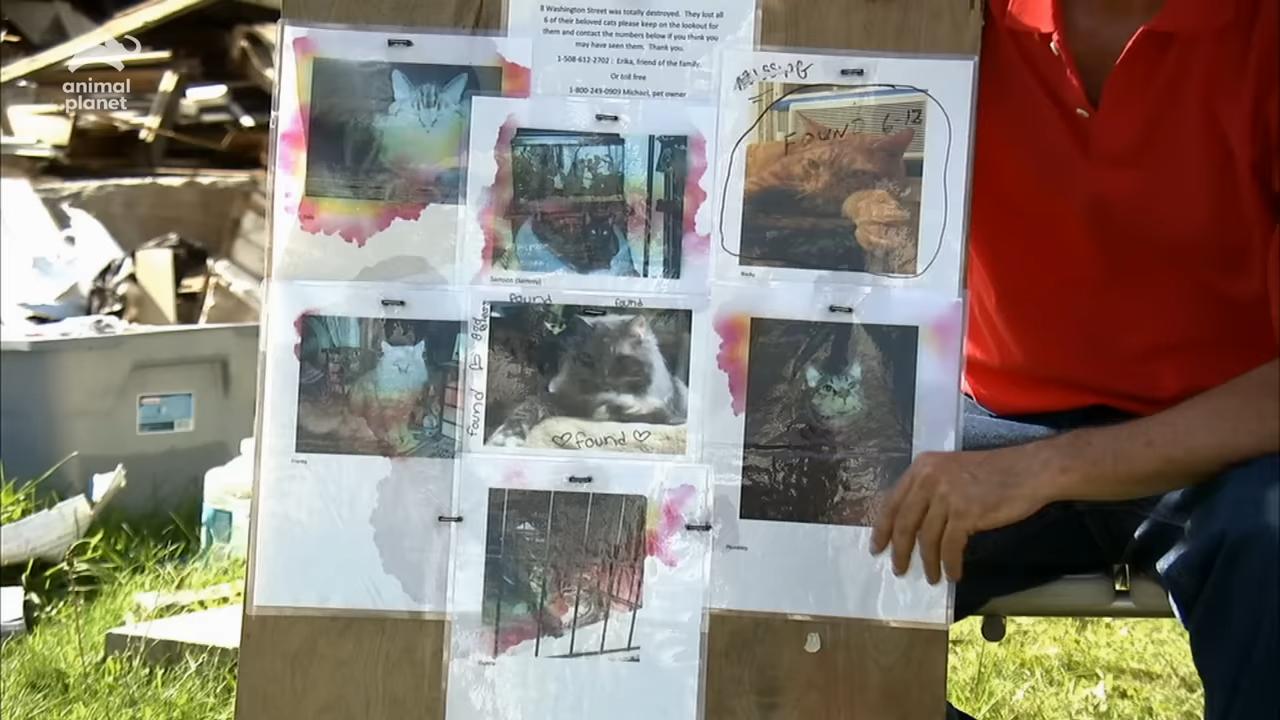 animal
planet
8 Washington Street was totally destroyed. They lost all
6 of their beloved cats please keep on the lookout for
them and contact the numbers below if you think you
may have seen them. Thank you.
1-508-612-2702 : Erika, friend of the family.
Or toll free
1-800-249-0909 Michael, pet owner
MISSING
FOUND 6-12
Samson (Sammy)
found found
found
♡ found ♡